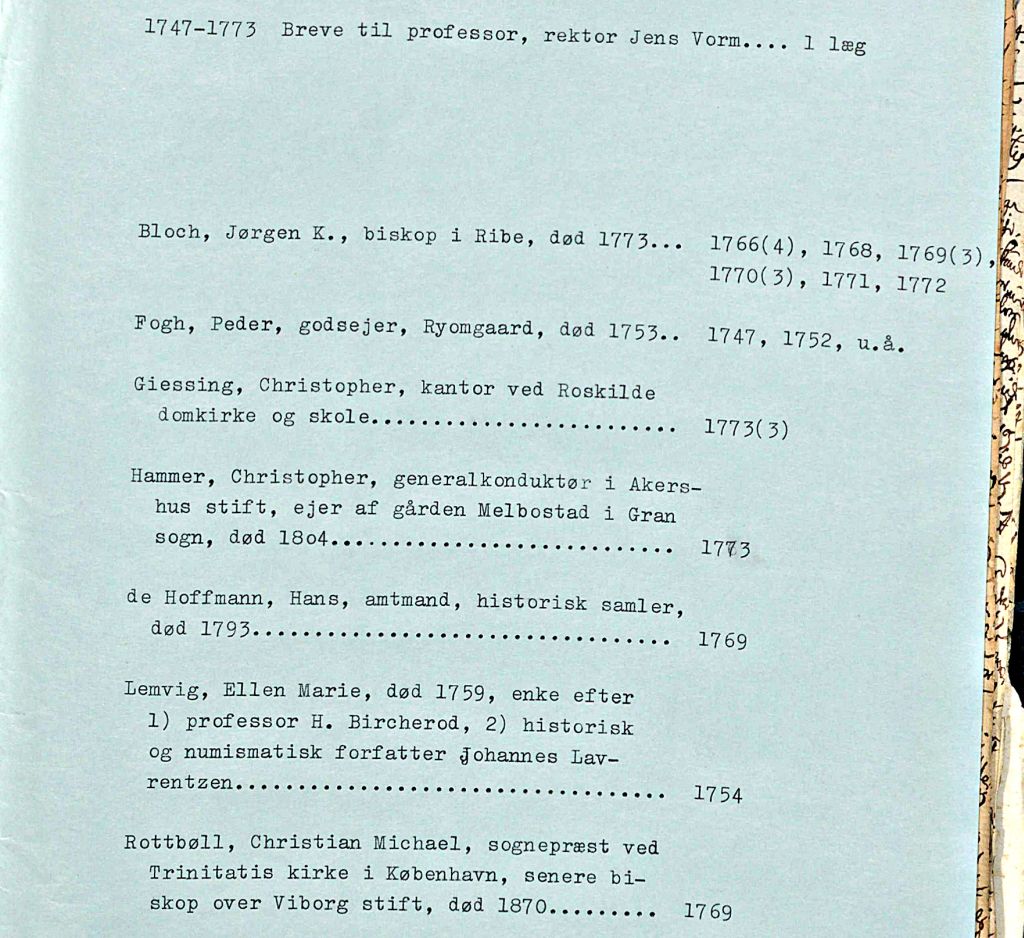 1747-1773 Breve til professor, rektor Jens Vorm.... 1 læg
Bloch, Jørgen K., biskop i Ribe, død 1773... 1766(4), 1768, 1769(3),
1770(3), 1771, 1772
Fogh, Peder, godsejer, Ryomgaard, død 1753.. 1747, 1752, u.å.
Giessing, Christopher, kantor ved Roskilde
domkirke og skole......................... 1773(3)
Hammer, Christopher, generalkonduktør i Akers-
hus stift, ejer af gården Melbostad i Gran
sogn, død 18o4............................ 1773
de Hoffmann, Hans, amtmand, historisk samler,
død 1793.................................. 1769
Lemvig, Ellen Marie, død 1759, enke efter
1) professor H. Bircherod, 2) historisk
og numismatisk forfatter Johannes Lav-
rentzen................................... 1754
Rottbøll, Christian Michael, sognepræst ved
Trinitatis kirke i København, senere bi-
skop over Viborg stift, død 1870......... 1769